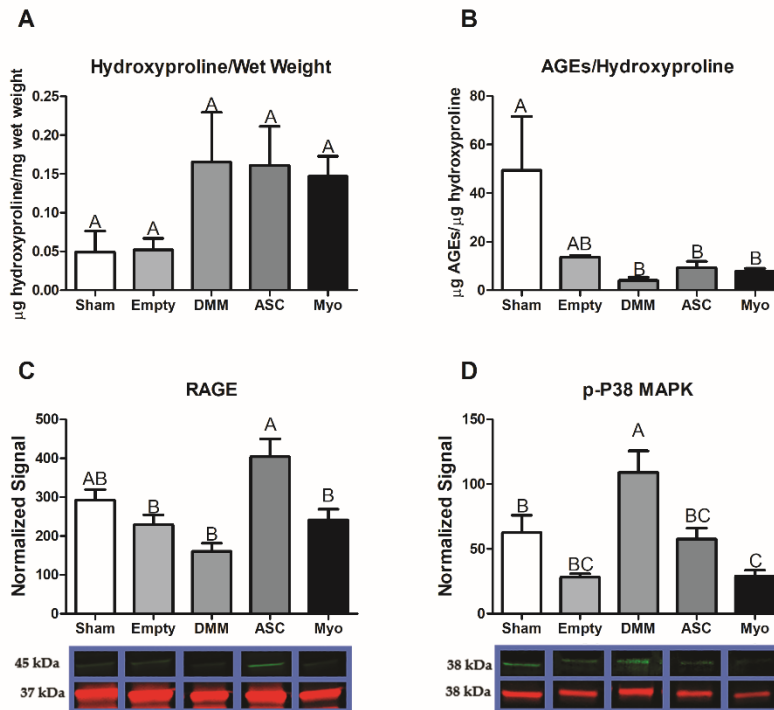 A
Hydroxyproline/Wet Weight
µg hydroxyproline/mg wet weight
0.25
0.20
0.15
0.10
0.05
0.00
A
A
A
A
A
Sham Empty DMM ASC Myo
B
AGEs/Hydroxyproline
µg AGEs/µg hydroxyproline
80
60
40
20
0
A
AB
B
B
B
Sham Empty DMM ASC Myo
C
RAGE
Normalized Signal
500
400
300
200
100
0
AB
B
B
A
B
Sham Empty DMM ASC Myo
45 kDa
37 kDa
D
p-P38 MAPK
Normalized Signal
150
100
50
0
B
BC
A
BC
C
Sham Empty DMM ASC Myo
38 kDa
38 kDa